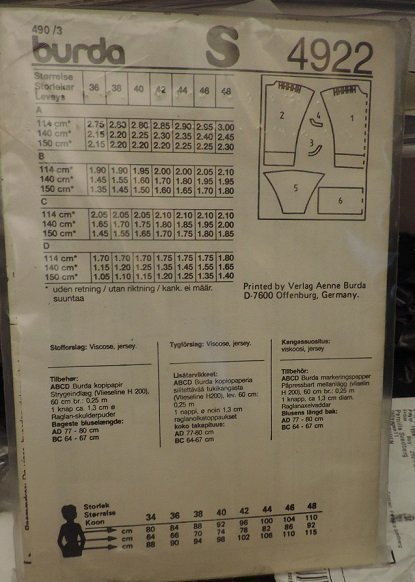 490 /3
burda S 4922
Størrelse
Storlekar 36 38 40 42 44 46 48
Leveys
A
114 cm* 2.75 2.80 2.80 2.85 2.90 2.95 3.00
140 cm* 2.15 2.20 2.25 2.30 2.35 2.40 2.45
150 cm* 2.15 2.20 2.20 2.20 2.25 2.25 2.30
B
114 cm* 1.90 1.90 1.95 2.00 2.00 2.05 2.10
140 cm* 1.45 1.55 1.60 1.70 1.80 1.95 1.95
150 cm* 1.35 1.45 1.50 1.60 1.65 1.70 1.80
C
114 cm* 2.05 2.05 2.05 2.10 2.10 2.10 2.10
140 cm* 1.65 1.70 1.75 1.80 1.85 1.95 2.00
150 cm* 1.45 1.55 1.65 1.70 1.75 1.80 1.85
D
114 cm* 1.70 1.70 1.70 1.75 1.75 1.75 1.80
140 cm* 1.15 1.20 1.25 1.35 1.45 1.55 1.65
150 cm* 1.05 1.10 1.15 1.20 1.25 1.35 1.40
* uden retning / utan riktning / kank. ei määr.
suuntaa
2 4 1
3
5 6
Printed by Verlag Aenne Burda
D-7600 Offenburg, Germany.
Stofforslag: Viscose, jersey.
Tilbehør:
ABCD Burda kopipapir
Strygeindlæg (Vlieseline H 200),
60 cm br.: 0,25 m
1 knap ca. 1,3 cm ø
Raglan-skulderpuder
Bageste bluselængde:
AD 77 - 80 cm
BC 64 - 67 cm
Tygförslag: Viscose, jersey.
Lisätarvikkeet:
ABCD Burda kopiopaperia
silitettävää tukikangasta
(Vlieseline H 200), lev. 60 cm:
0,25 m
1 nappi, ø noin 1,3 cm
raglanolkatoppaukset
koko takapituus:
AD 77-80 cm
BC 64-67 cm
Kangassuositus:
viskoosi, jersey.
Tillbehör:
ABCD Burda markeringspapper
Påpressbart mellanlägg (vliselin
H 200), 60 cm br.: 0,25 m
1 knapp, ca 1,3 cm diam.
Raglanaxelvaddar
Blusens längd bak:
AD 77 - 80 cm
BC 64 - 67 cm
Storlek
Størrelse 34 36 38 40 42 44 46 48
Koon
cm 80 84 88 92 96 100 104 110
cm 64 66 70 74 78 82 86 92
cm 88 90 94 98 102 106 110 115